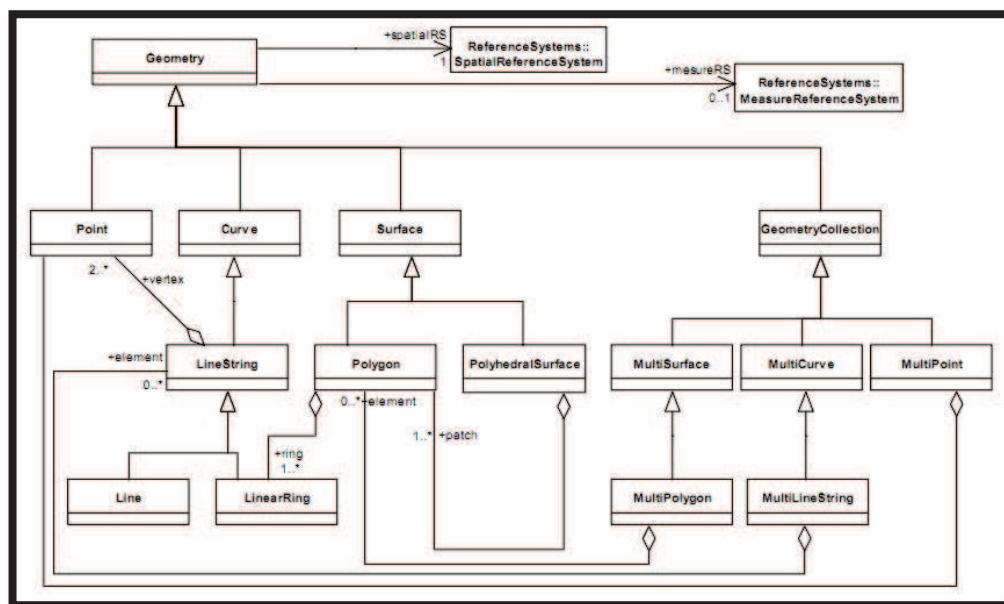 +spatialRS
Geometry
1
ReferenceSystems::
SpatialReferenceSystem
+mesureRS
0..1
ReferenceSystems::
MeasureReferenceSystem
Point
Curve
Surface
GeometryCollection
2..*
+vertex
+element
0..*
LineString
Polygon
PolyhedralSurface
MultiSurface
MultiCurve
MultiPoint
0..*
+element
1..*
+patch
+ring
1..*
Line
LinearRing
MultiPolygon
MultiLineString